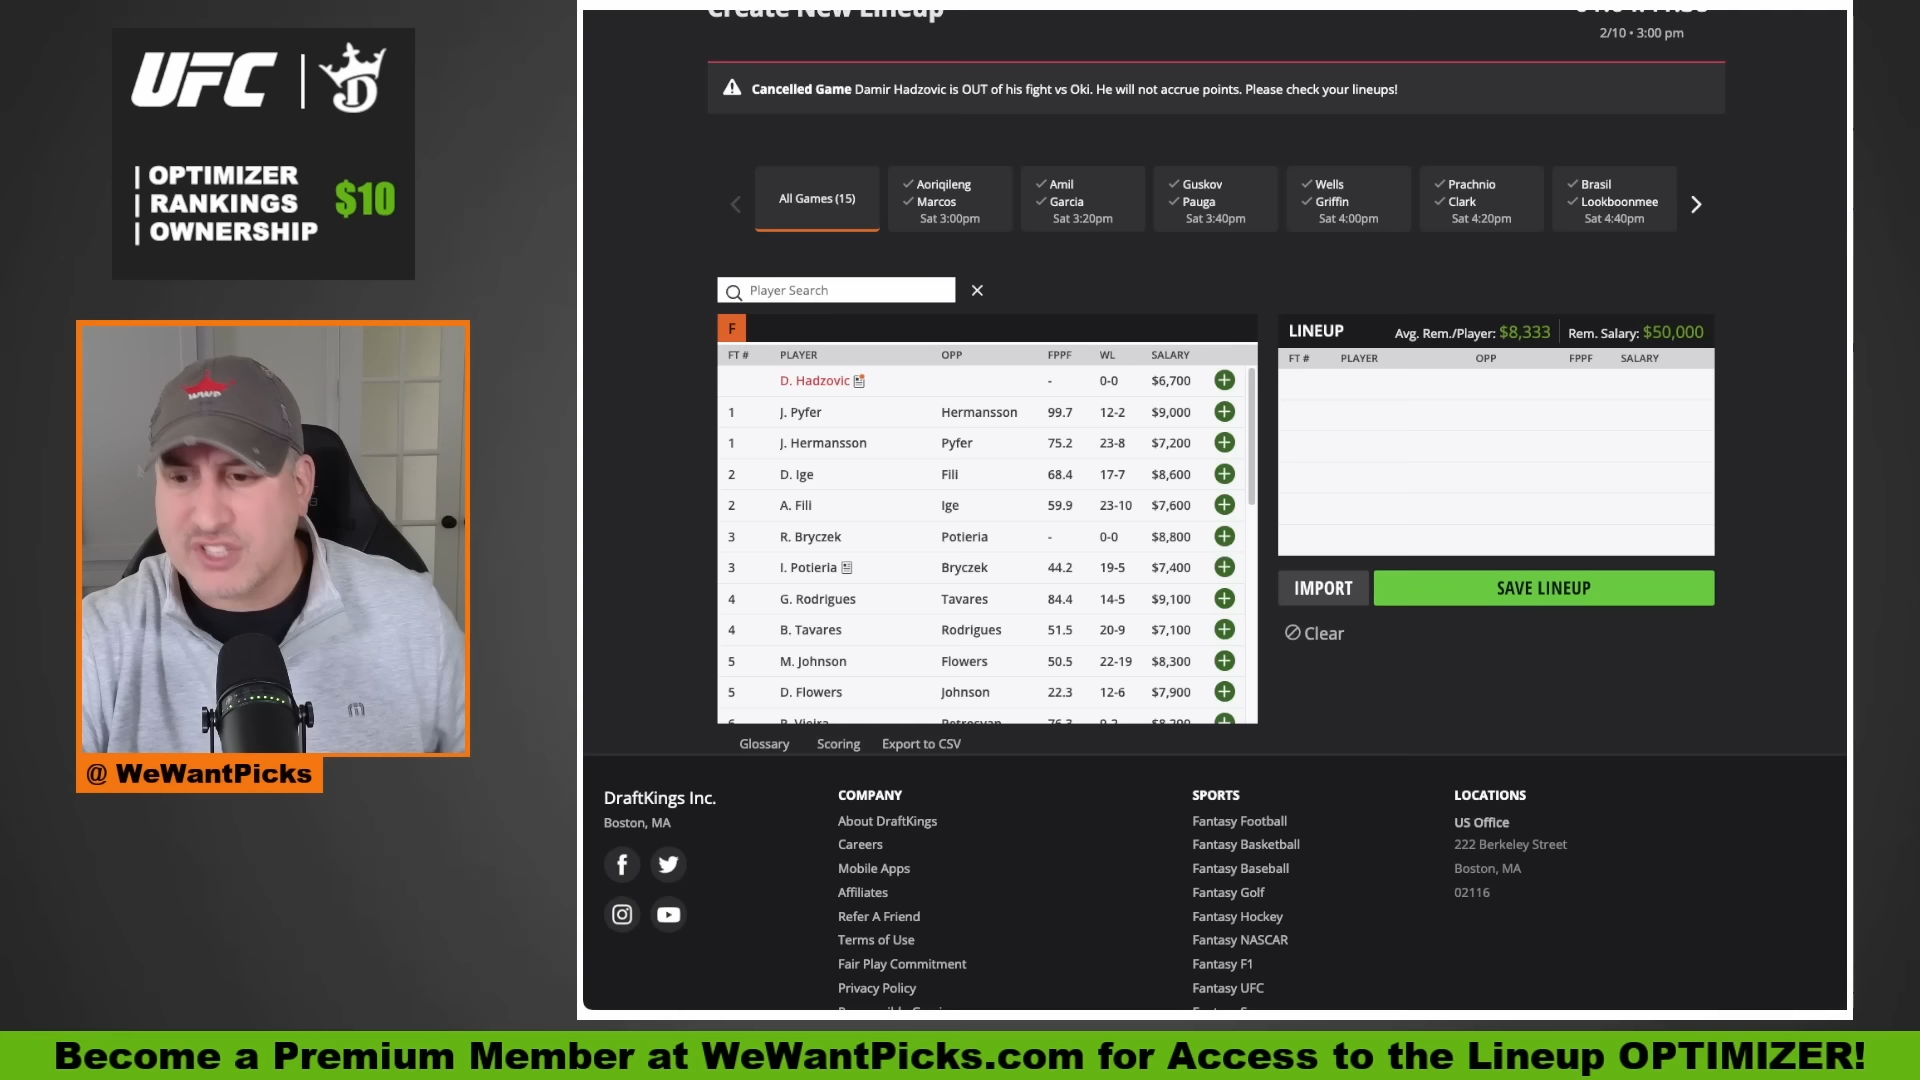 UFC
| OPTIMIZER
| RANKINGS
| OWNERSHIP
$10
WWP
@ WeWantPicks
Create New Lineup
2/10 • 3:00 pm
Cancelled Game Damir Hadzovic is OUT of his fight vs Oki. He will not accrue points. Please check your lineups!
All Games (15)
Aoriqileng
Marcos
Sat 3:00pm
Amil
Garcia
Sat 3:20pm
Guskov
Pauga
Sat 3:40pm
Wells
Griffin
Sat 4:00pm
Prachnio
Clark
Sat 4:20pm
Brasil
Lookboonmee
Sat 4:40pm
Player Search
F
FT # PLAYER OPP FPPF WL SALARY
D. Hadzovic - 0-0 $6,700
1 J. Pyfer Hermansson 99.7 12-2 $9,000
1 J. Hermansson Pyfer 75.2 23-8 $7,200
2 D. Ige Fili 68.4 17-7 $8,600
2 A. Fili Ige 59.9 23-10 $7,600
3 R. Bryczek Potieria - 0-0 $8,800
3 I. Potieria Bryczek 44.2 19-5 $7,400
4 G. Rodrigues Tavares 84.4 14-5 $9,100
4 B. Tavares Rodrigues 51.5 20-9 $7,100
5 M. Johnson Flowers 50.5 22-19 $8,300
5 D. Flowers Johnson 22.3 12-6 $7,900
6 R. Vieira Petrosyan 76.3 9-2 $8,200
Glossary Scoring Export to CSV
LINEUP Avg. Rem./Player: $8,333 Rem. Salary: $50,000
FT # PLAYER OPP FPPF SALARY
IMPORT
SAVE LINEUP
Clear
DraftKings Inc.
Boston, MA
COMPANY
About DraftKings
Careers
Mobile Apps
Affiliates
Refer A Friend
Terms of Use
Fair Play Commitment
Privacy Policy
SPORTS
Fantasy Football
Fantasy Basketball
Fantasy Baseball
Fantasy Golf
Fantasy Hockey
Fantasy NASCAR
Fantasy F1
Fantasy UFC
LOCATIONS
US Office
222 Berkeley Street
Boston, MA
02116
Become a Premium Member at WeWantPicks.com for Access to the Lineup OPTIMIZER!